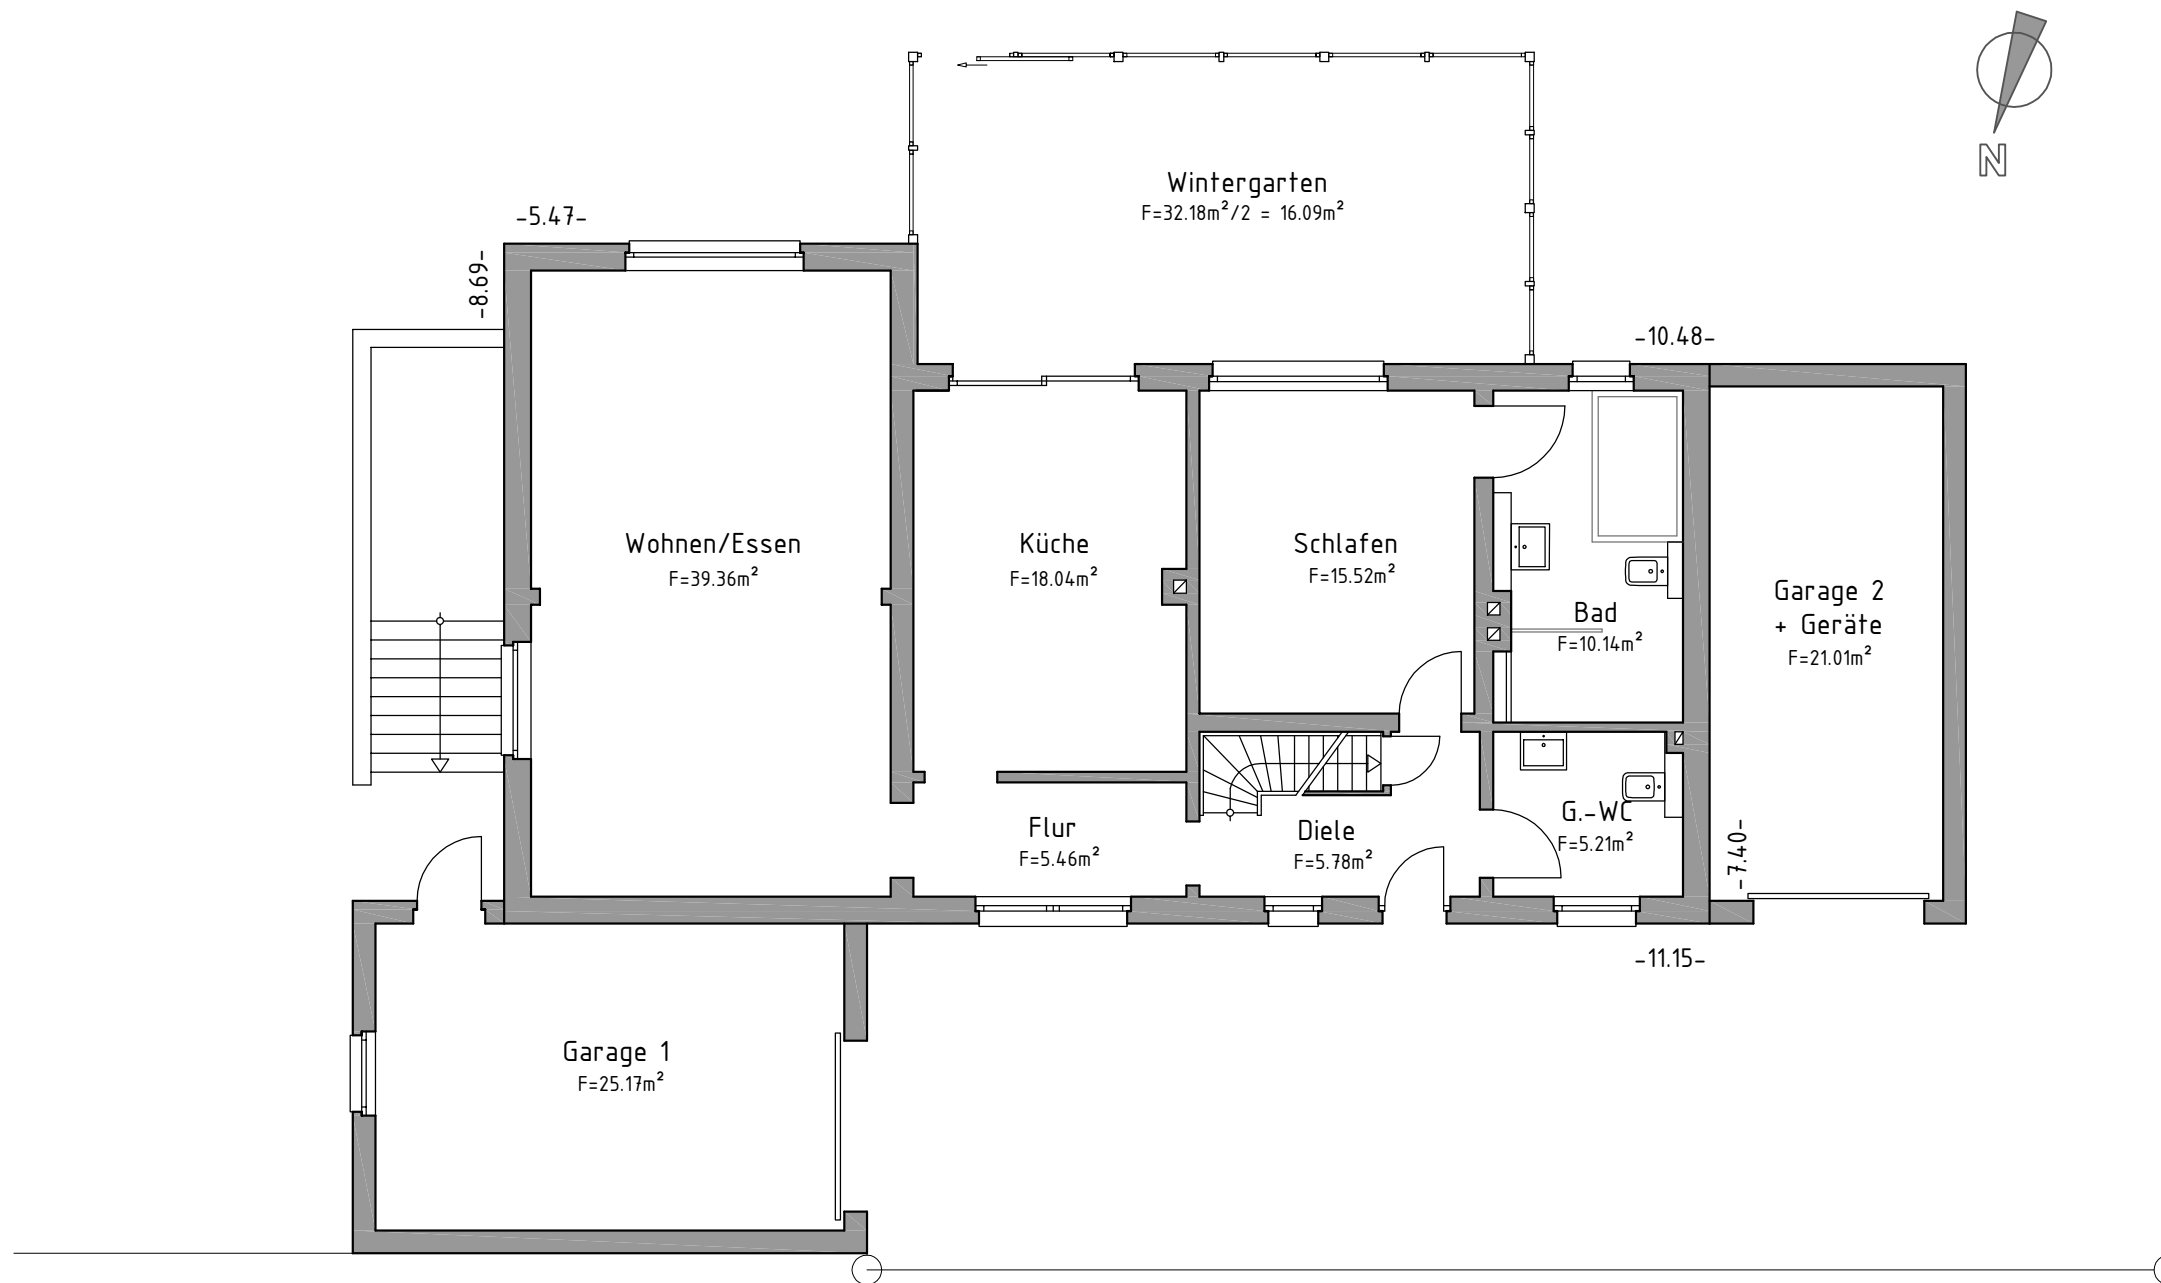 N
Wintergarten
F=32.18m²/2 = 16.09m²
-5.47-
-8.69-
-10.48-
Wohnen/Essen
F=39.36m²
Küche
F=18.04m²
Schlafen
F=15.52m²
Bad
F=10.14m²
Garage 2
+ Geräte
F=21.01m²
Flur
F=5.46m²
Diele
F=5.78m²
G.-WC
F=5.21m²
-7.40-
-11.15-
Garage 1
F=25.17m²